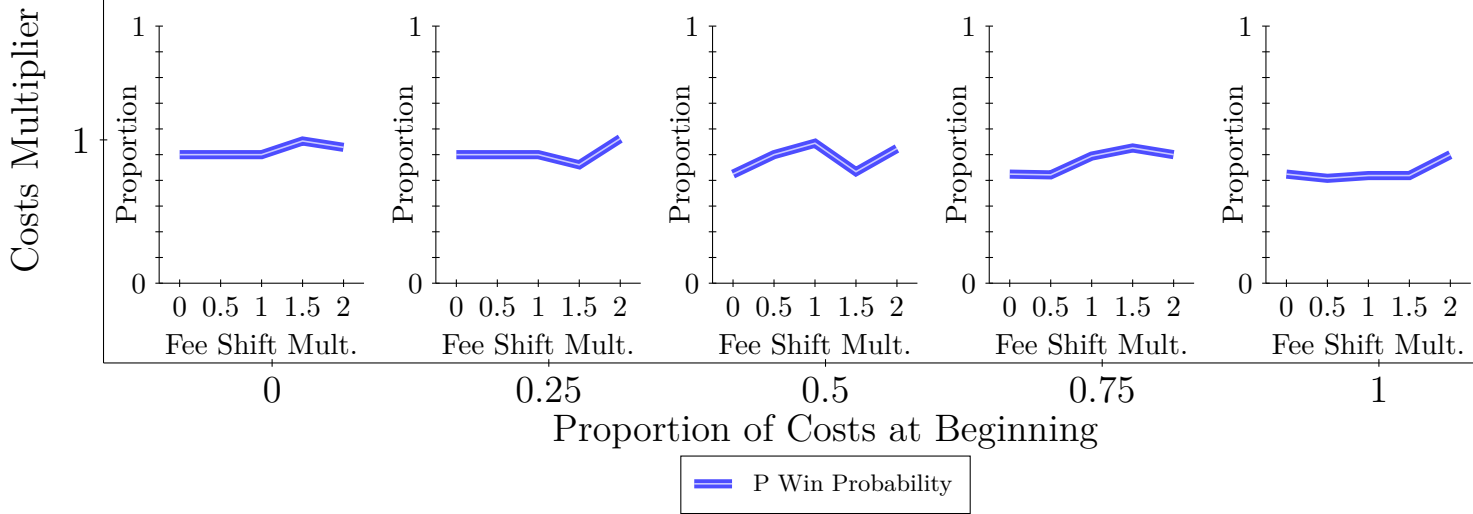 Costs Multiplier
1
1
Proportion
0
0 0.5 1 1.5 2
Fee Shift Mult.
1
Proportion
0
0 0.5 1 1.5 2
Fee Shift Mult.
1
Proportion
0
0 0.5 1 1.5 2
Fee Shift Mult.
1
Proportion
0
0 0.5 1 1.5 2
Fee Shift Mult.
1
Proportion
0
0 0.5 1 1.5 2
Fee Shift Mult.
0 0.25 0.5 0.75 1
Proportion of Costs at Beginning
P Win Probability